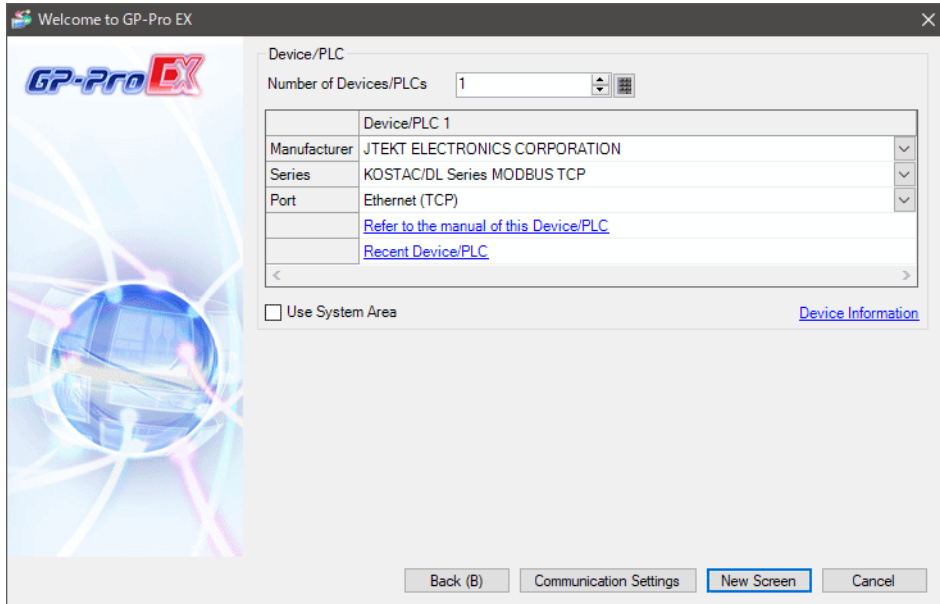 Welcome to GP-Pro EX
GP-Pro EX
Device/PLC
Number of Devices/PLCs 1
Device/PLC 1
Manufacturer JTEKT ELECTRONICS CORPORATION
Series KOSTAC/DL Series MODBUS TCP
Port Ethernet (TCP)
Refer to the manual of this Device/PLC
Recent Device/PLC
Use System Area Device Information
Back (B) Communication Settings New Screen Cancel